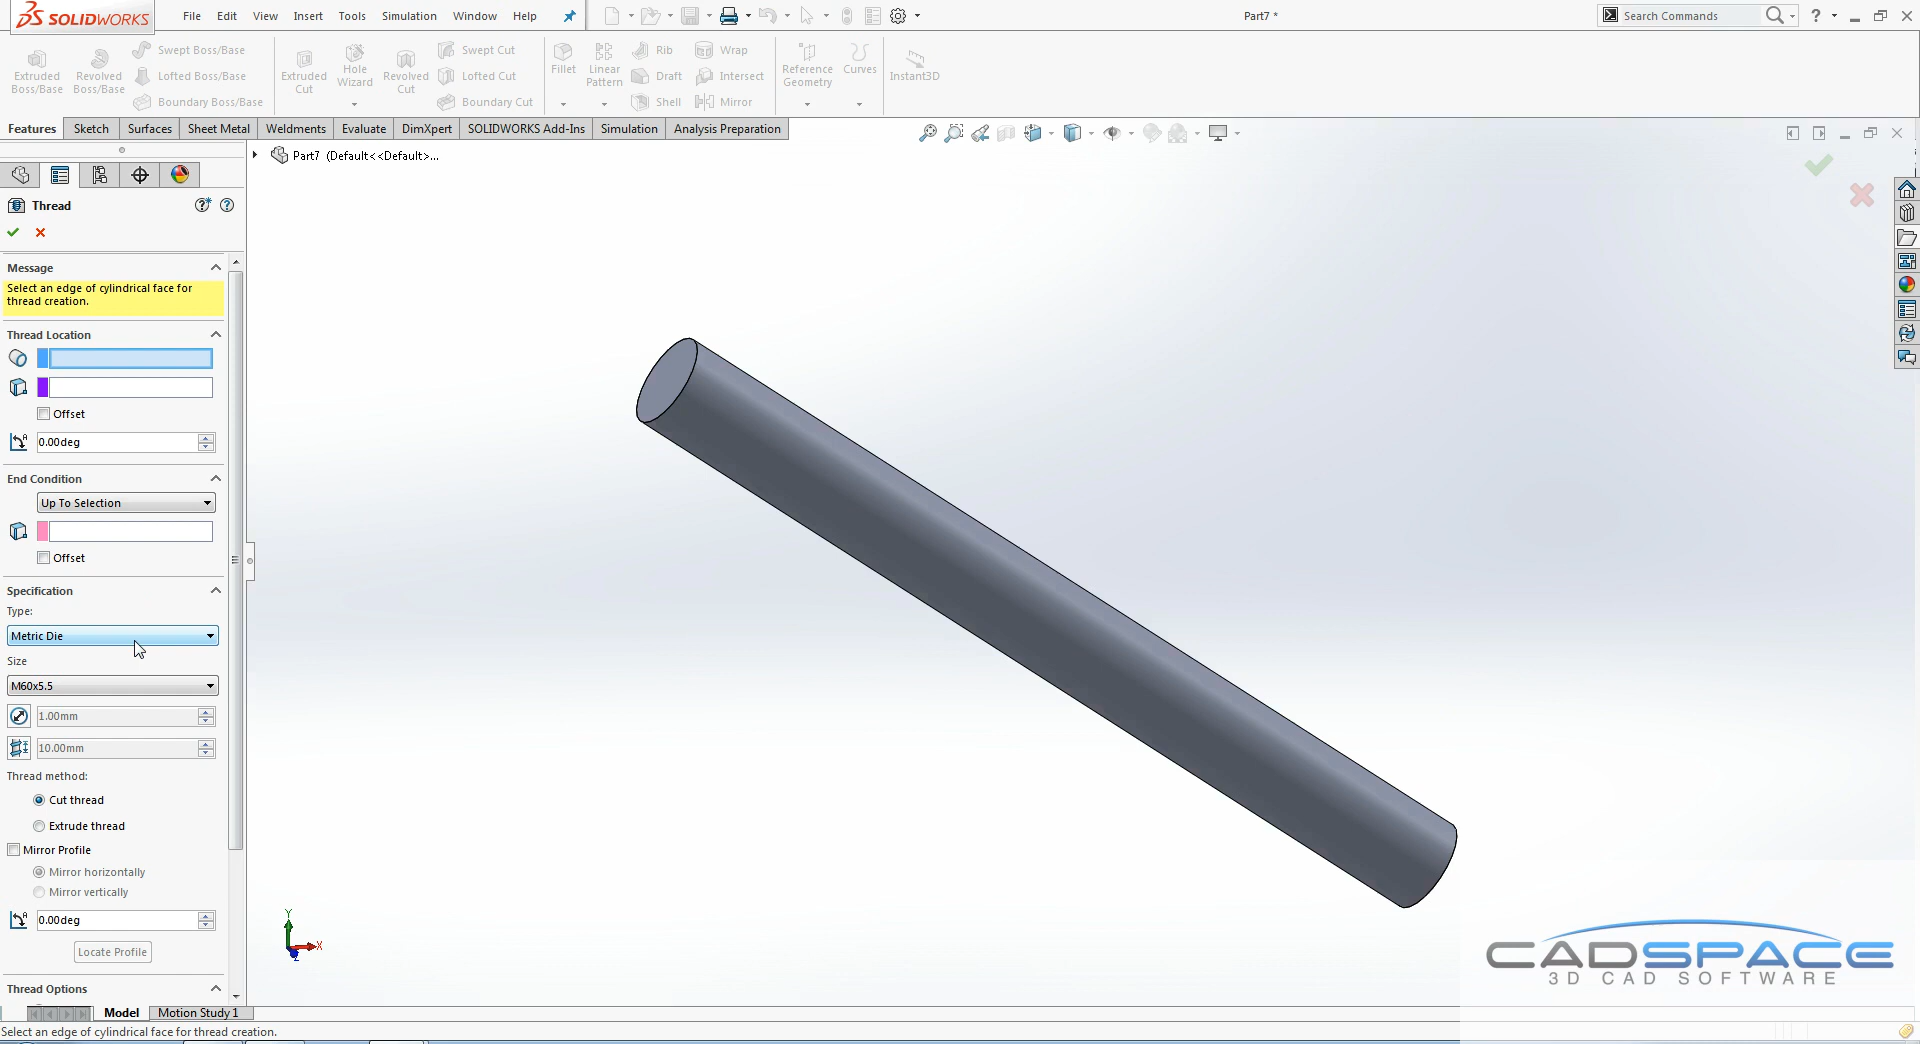 SOLIDWORKS File Edit View Insert Tools Simulation Window Help Part7 * Search Commands ?
Extruded Boss/Base
Revolved Boss/Base
Swept Boss/Base
Lofted Boss/Base
Boundary Boss/Base
Extruded Cut
Hole Wizard
Revolved Cut
Swept Cut
Lofted Cut
Boundary Cut
Fillet
Linear Pattern
Rib
Draft
Shell
Wrap
Intersect
Mirror
Reference Geometry
Curves
Instant3D
Features Sketch Surfaces Sheet Metal Weldments Evaluate DimXpert SOLIDWORKS Add-Ins Simulation Analysis Preparation
Part7 (Default<<Default>...
Thread
Message
Select an edge of cylindrical face for
thread creation.
Thread Location
Offset
0.00deg
End Condition
Up To Selection
Offset
Specification
Type:
Metric Die
Size
M60x5.5
1.00mm
10.00mm
Thread method:
Cut thread
Extrude thread
Mirror Profile
Mirror horizontally
Mirror vertically
0.00deg
Locate Profile
Thread Options
Y
X
Z
CADSPACE
3D CAD SOFTWARE
Model Motion Study 1
Select an edge of cylindrical face for thread creation.